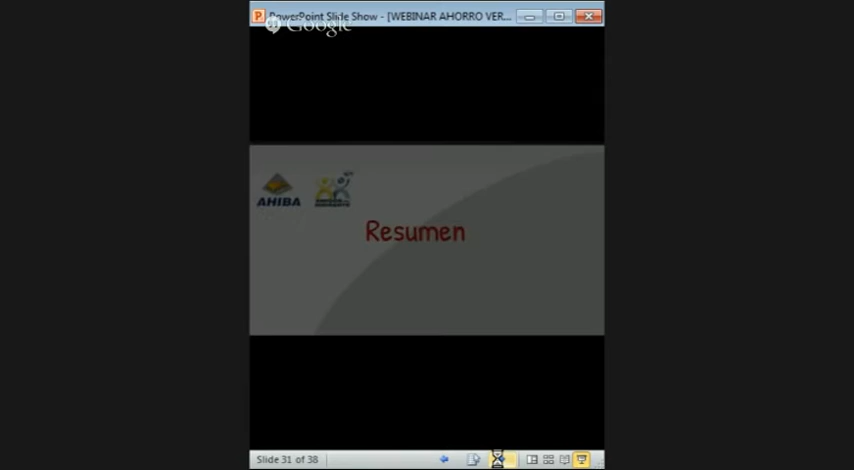 PowerPoint Slide Show - [WEBINAR AHORRO VER...
Google
AHIBA
Resumen
Slide 31 of 38